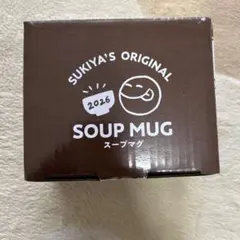 SUKIYA'S ORIGINAL
2026
SOUP MUG
スープマグ